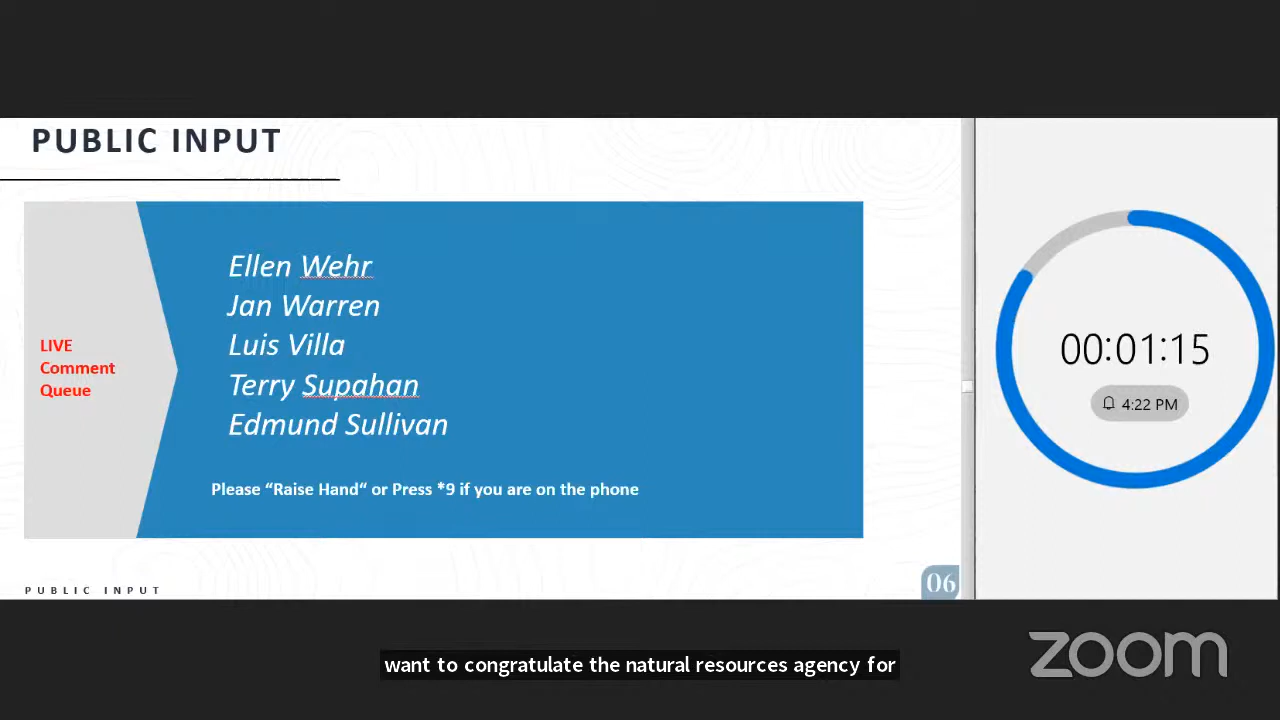 PUBLIC INPUT
LIVE
Comment
Queue
Ellen Wehr
Jan Warren
Luis Villa
Terry Supahan
Edmund Sullivan
Please “Raise Hand“ or Press *9 if you are on the phone
PUBLIC INPUT
06
00:01:15
4:22 PM
want to congratulate the natural resources agency for
zoom